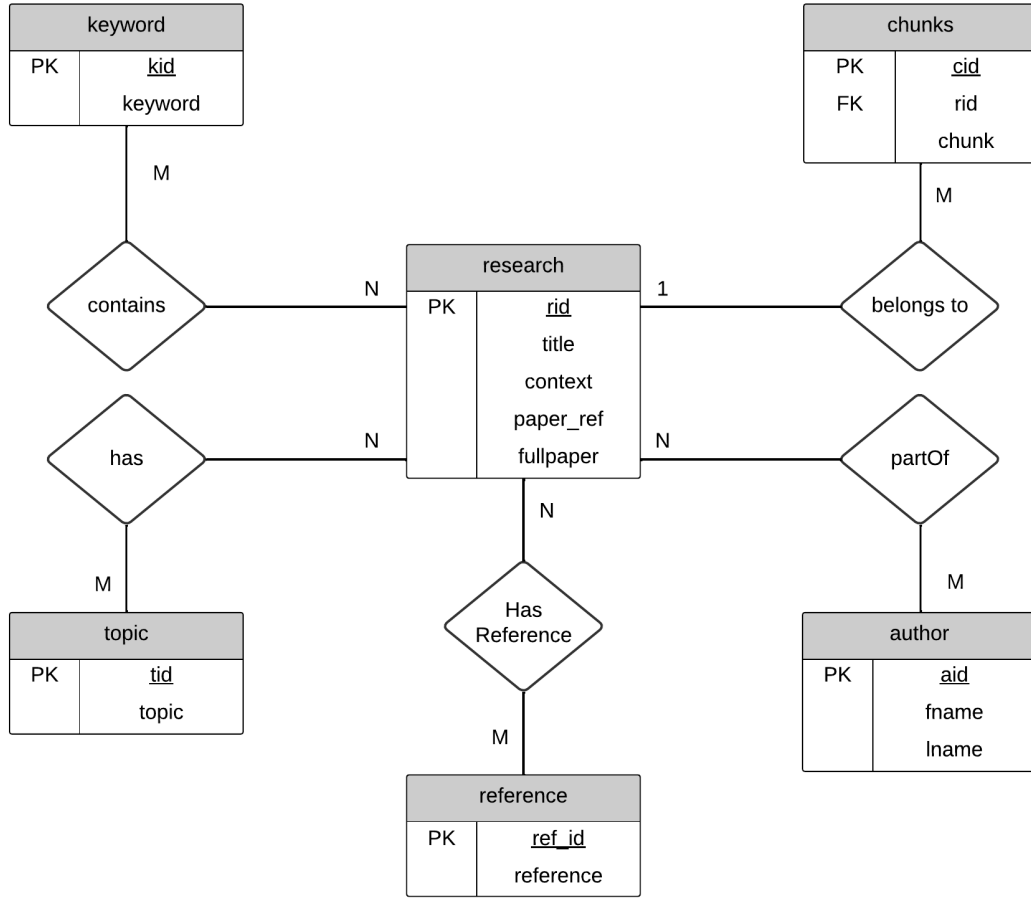 keyword
PK kid
keyword
M
contains
N
chunks
PK cid
FK rid
chunk
M
belongs to
1
research
PK rid
title
context
paper_ref
fullpaper
has
N
M
topic
PK tid
topic
N
partOf
M
author
PK aid
fname
lname
N
Has
Reference
M
reference
PK ref_id
reference